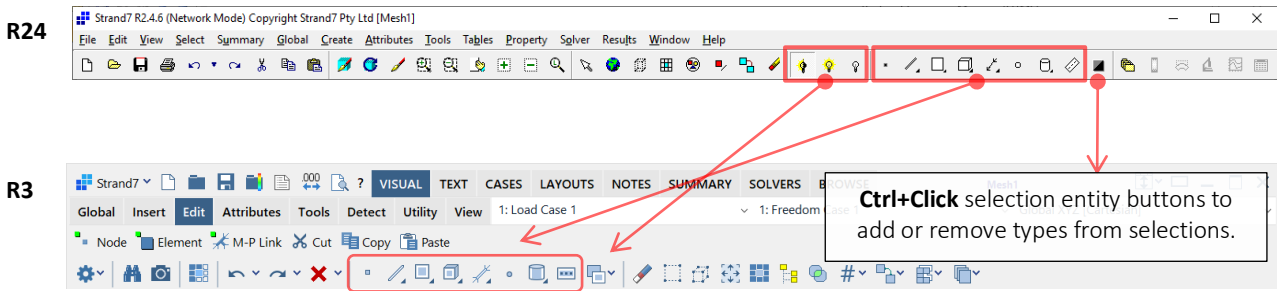 R24
Strand7 R2.4.6 (Network Mode) Copyright Strand7 Pty Ltd [Mesh1]
File Edit View Select Summary Global Create Attributes Tools Tables Property Solver Results Window Help
R3
Strand7 .000 ? VISUAL TEXT CASES LAYOUTS NOTES SUMMARY SOLVERS BROWSE Mesh1
Global Insert Edit Attributes Tools Detect Utility View 1: Load Case 1 1: Freedom Case 1
Ctrl+Click selection entity buttons to
add or remove types from selections.
Node Element M-P Link Cut Copy Paste
#